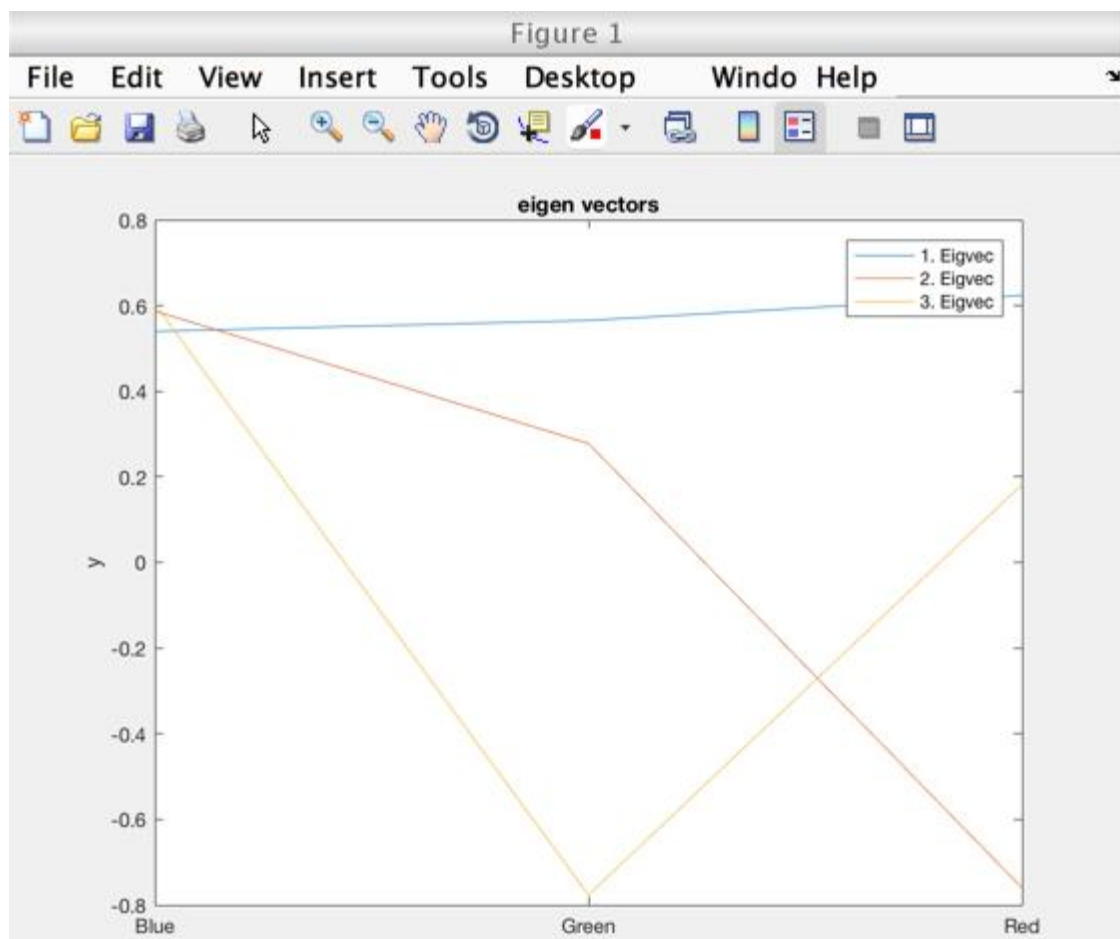 Figure 1
File Edit View Insert Tools Desktop Windo Help
eigen vectors
0.8
0.6
0.4
0.2
0
-0.2
-0.4
-0.6
-0.8
y
1. Eigvec
2. Eigvec
3. Eigvec
Blue Green Red